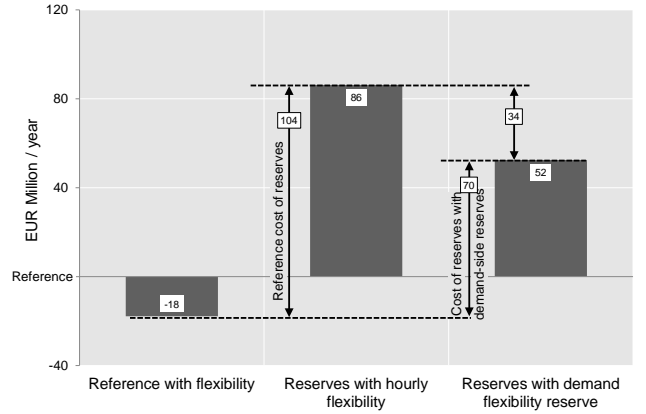 EUR Million / year
120
80
40
Reference
-40
-18
104
Reference cost of reserves
86
70
Cost of reserves with
demand-side reserves
34
52
Reference with flexibility
Reserves with hourly
flexibility
Reserves with demand
flexibility reserve